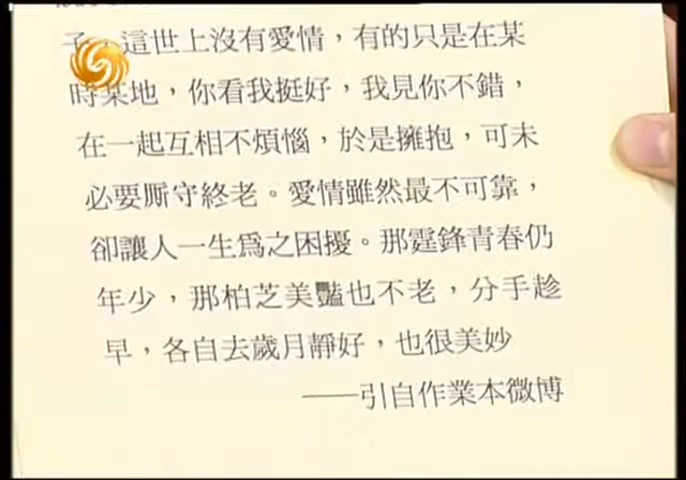 子，這世上沒有愛情，有的只是在某
時某地，你看我挺好，我見你不錯，
在一起互相不煩惱，於是擁抱，可未
必要厮守終老。愛情雖然最不可靠，
卻讓人一生為之困擾。那霆鋒青春仍
年少，那柏芝美豔也不老，分手趁
早，各自去歲月靜好，也很美妙
——引自作業本微博